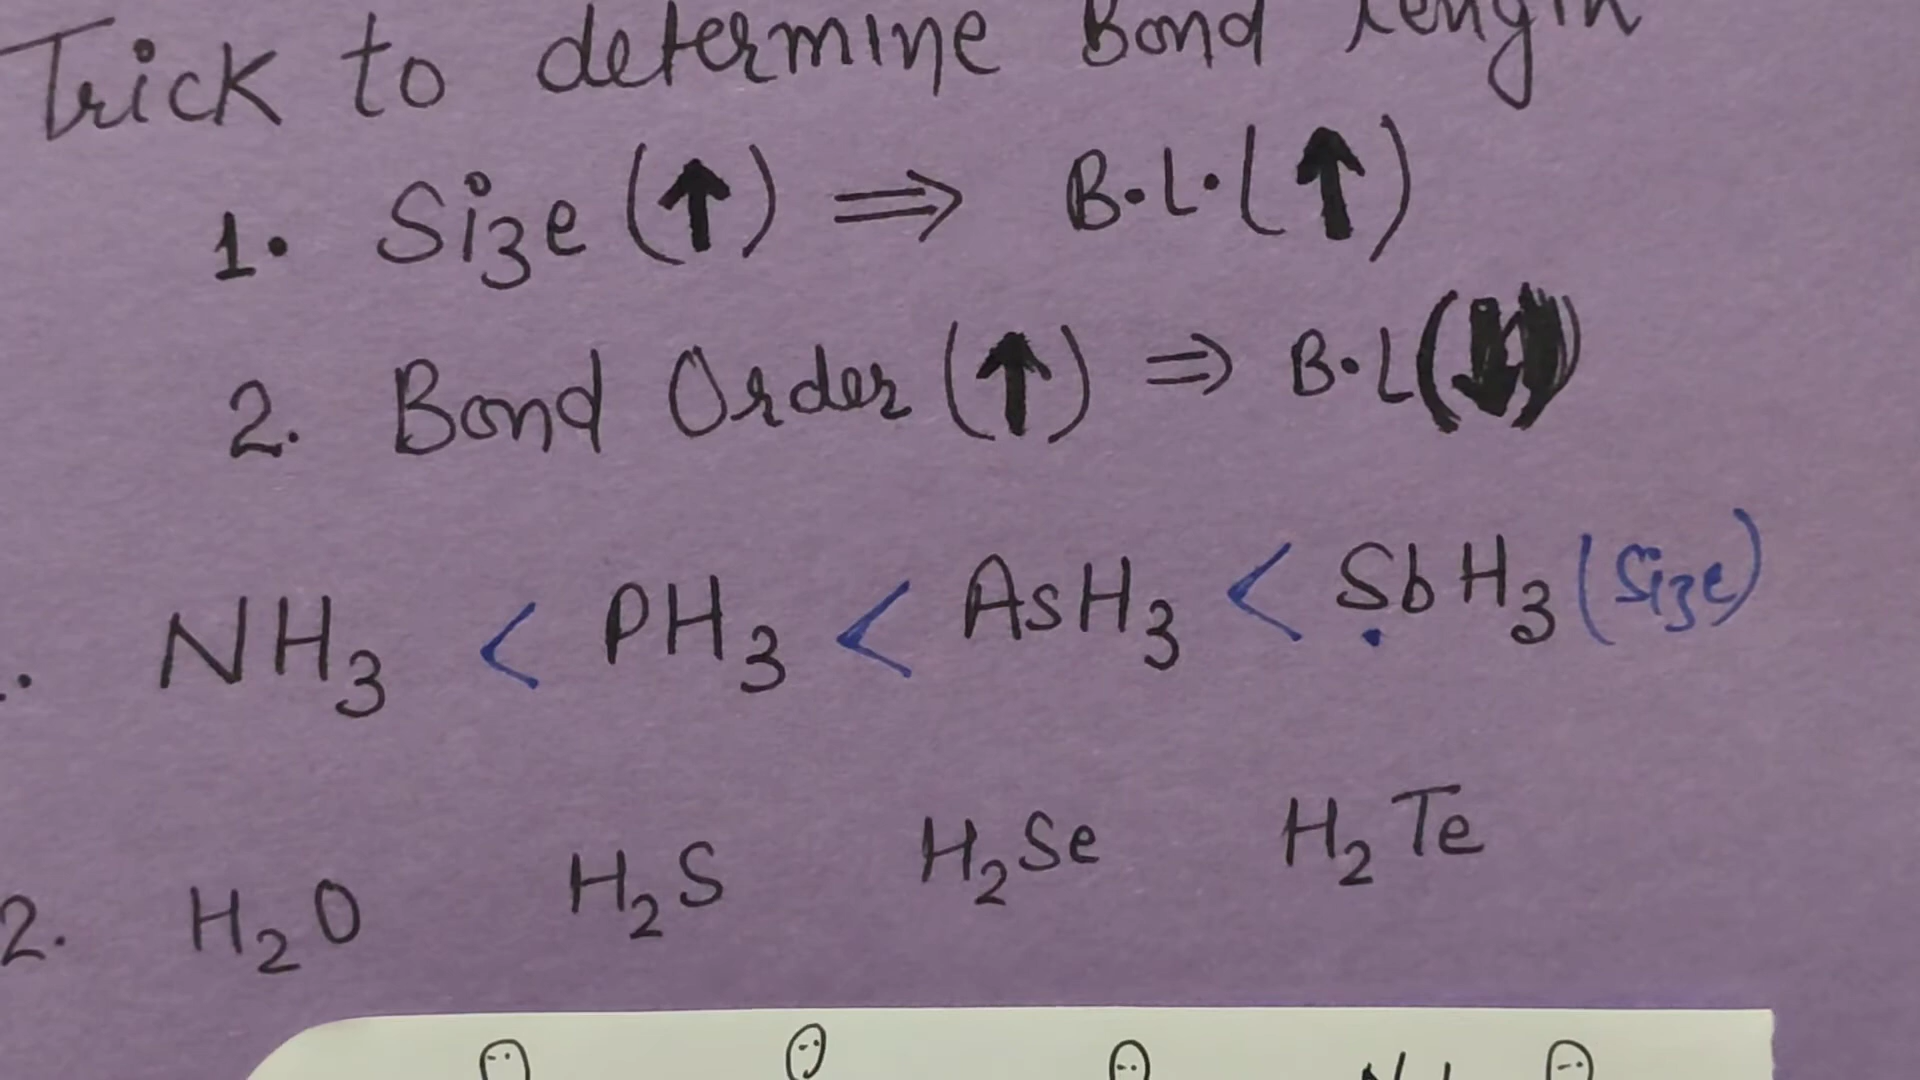 Trick to determine Bond length
1. Size (↑) ⇒ B.L. (↑)
2. Bond Order (↑) ⇒ B.L (↓)
. NH₃ < PH₃ < AsH₃ < SbH₃ (Size)
2. H₂O H₂S H₂Se H₂Te